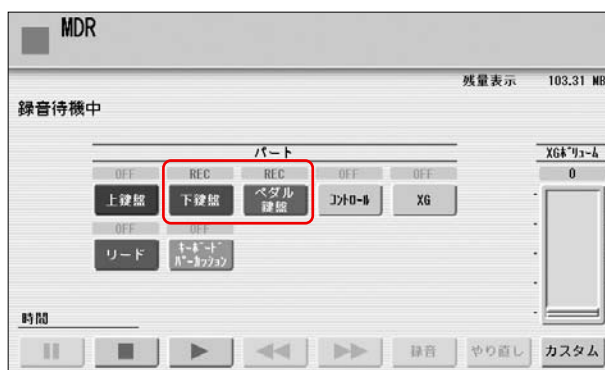 MDR
残量表示 103.31 MB
録音待機中
パート
XGボリューム
OFF REC REC OFF OFF
0
上鍵盤 下鍵盤 ペダル鍵盤 コントロール XG
OFF OFF
リード キーボードパーカッション
時間
録音 やり直し カスタム